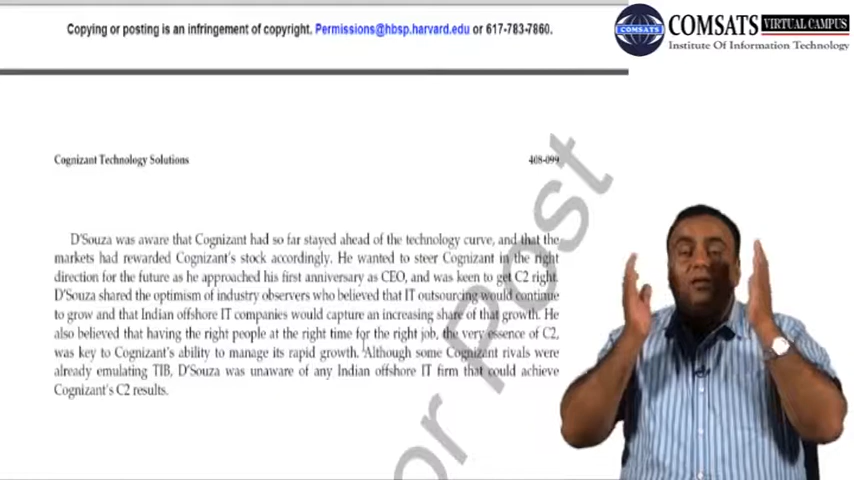 Copying or posting is an infringement of copyright. Permissions@hbsp.harvard.edu or 617-783-7860.
COMSATS
COMSATS VIRTUAL CAMPUS
Institute Of Information Technology
Cognizant Technology Solutions 408-099
D'Souza was aware that Cognizant had so far stayed ahead of the technology curve, and that the
markets had rewarded Cognizant's stock accordingly. He wanted to steer Cognizant in the right
direction for the future as he approached his first anniversary as CEO, and was keen to get C2 right.
D'Souza shared the optimism of industry observers who believed that IT outsourcing would continue
to grow and that Indian offshore IT companies would capture an increasing share of that growth. He
also believed that having the right people at the right time for the right job, the very essence of C2,
was key to Cognizant's ability to manage its rapid growth. Although some Cognizant rivals were
already emulating TIB, D'Souza was unaware of any Indian offshore IT firm that could achieve
Cognizant's C2 results.
or Post